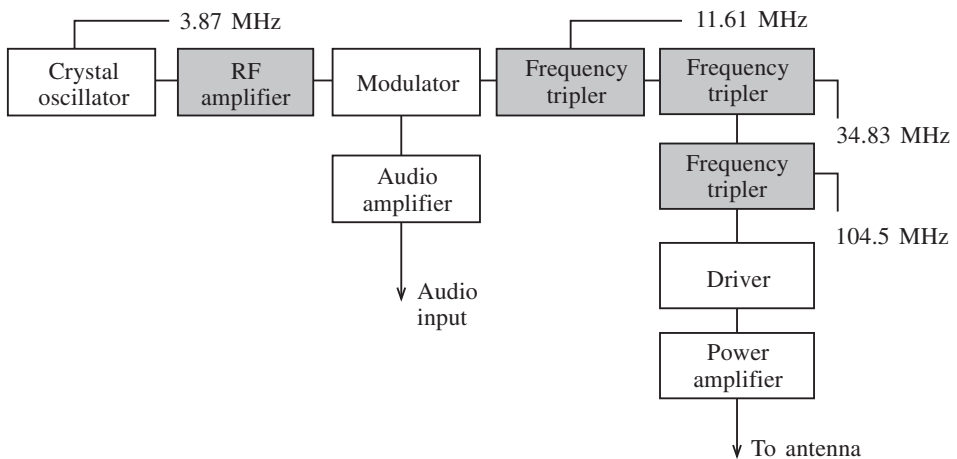 3.87 MHz
11.61 MHz
Crystal
oscillator
RF
amplifier
Modulator
Frequency
tripler
Frequency
tripler
34.83 MHz
Audio
amplifier
Frequency
tripler
104.5 MHz
Driver
Audio
input
Power
amplifier
To antenna